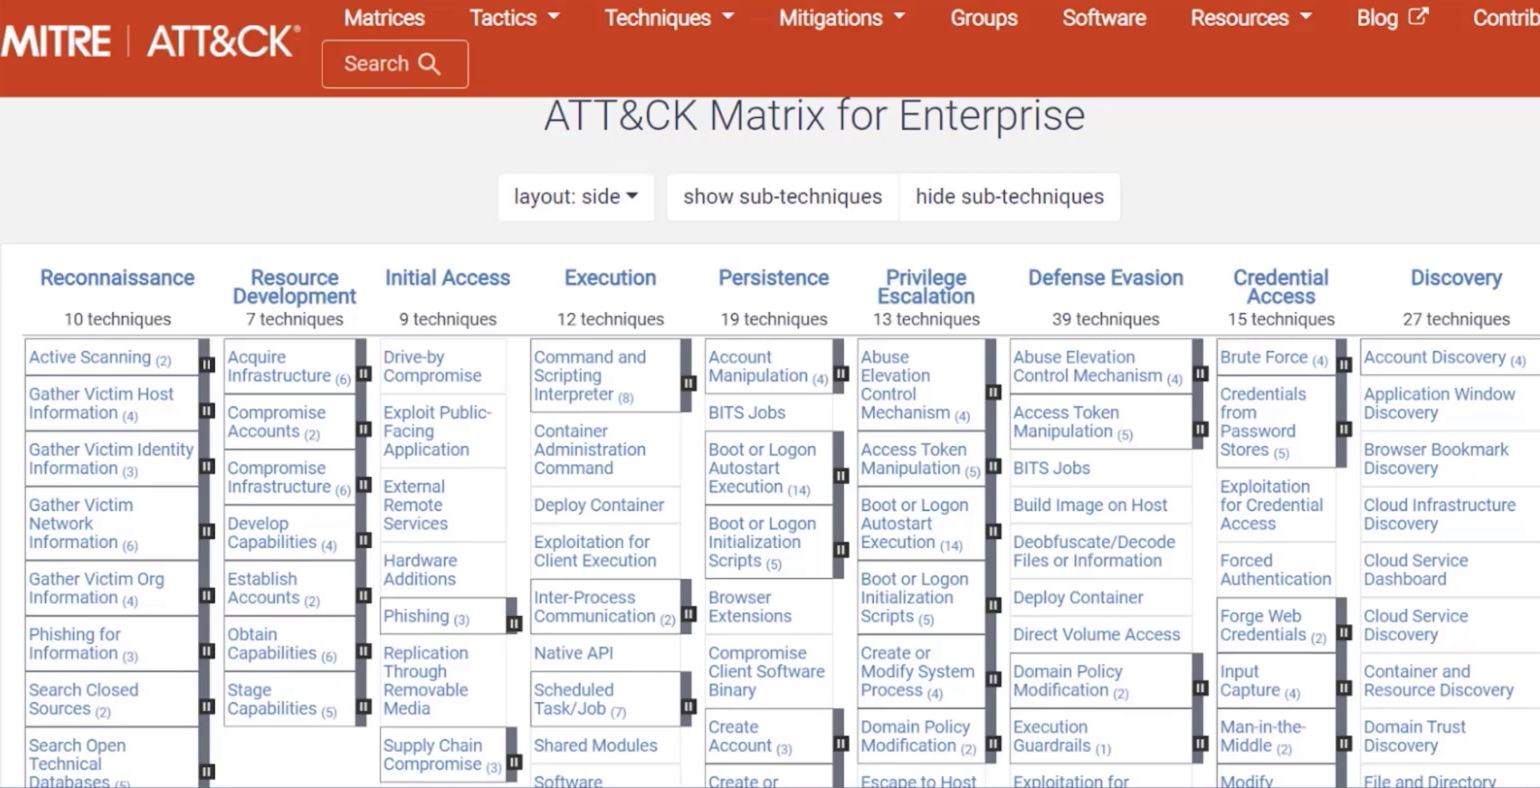 Matrices Tactics Techniques Mitigations Groups Software Resources Blog Contrib
MITRE | ATT&CK®
Search
ATT&CK Matrix for Enterprise
layout: side show sub-techniques hide sub-techniques
Reconnaissance
10 techniques
Active Scanning (2)
Gather Victim Host
Information (4)
Gather Victim Identity
Information (3)
Gather Victim
Network
Information (6)
Gather Victim Org
Information (4)
Phishing for
Information (3)
Search Closed
Sources (2)
Search Open
Technical
Databases (5)
Resource
Development
7 techniques
Acquire
Infrastructure (6)
Compromise
Accounts (2)
Compromise
Infrastructure (6)
Develop
Capabilities (4)
Establish
Accounts (2)
Obtain
Capabilities (6)
Stage
Capabilities (5)
Initial Access
9 techniques
Drive-by
Compromise
Exploit Public-
Facing
Application
External
Remote
Services
Hardware
Additions
Phishing (3)
Replication
Through
Removable
Media
Supply Chain
Compromise (3)
Execution
12 techniques
Command and
Scripting
Interpreter (8)
Container
Administration
Command
Deploy Container
Exploitation for
Client Execution
Inter-Process
Communication (2)
Native API
Scheduled
Task/Job (7)
Shared Modules
Software
Persistence
19 techniques
Account
Manipulation (4)
BITS Jobs
Boot or Logon
Autostart
Execution (14)
Boot or Logon
Initialization
Scripts (5)
Browser
Extensions
Compromise
Client Software
Binary
Create
Account (3)
Create or
Privilege
Escalation
13 techniques
Abuse
Elevation
Control
Mechanism (4)
Access Token
Manipulation (5)
Boot or Logon
Autostart
Execution (14)
Boot or Logon
Initialization
Scripts (5)
Create or
Modify System
Process (4)
Domain Policy
Modification (2)
Escape to Host
Defense Evasion
39 techniques
Abuse Elevation
Control Mechanism (4)
Access Token
Manipulation (5)
BITS Jobs
Build Image on Host
Deobfuscate/Decode
Files or Information
Deploy Container
Direct Volume Access
Domain Policy
Modification (2)
Execution
Guardrails (1)
Exploitation for
Credential
Access
15 techniques
Brute Force (4)
Credentials
from
Password
Stores (5)
Exploitation
for Credential
Access
Forced
Authentication
Forge Web
Credentials (2)
Input
Capture (4)
Man-in-the-
Middle (2)
Modify
Discovery
27 techniques
Account Discovery (4)
Application Window
Discovery
Browser Bookmark
Discovery
Cloud Infrastructure
Discovery
Cloud Service
Dashboard
Cloud Service
Discovery
Container and
Resource Discovery
Domain Trust
Discovery
File and Directory